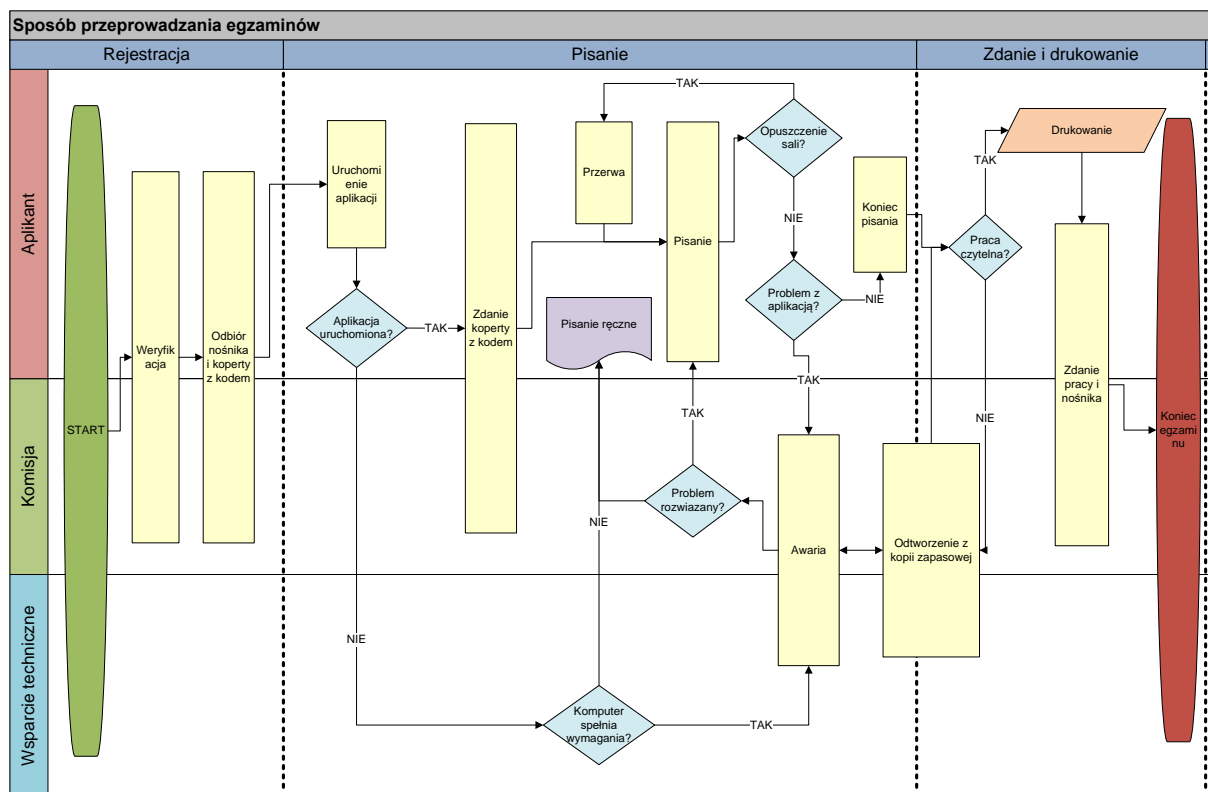 Sposób przeprowadzania egzaminów
Rejestracja
Pisanie
Zdanie i drukowanie
Aplikant
Komisja
Wsparcie techniczne
START
Weryfik
acja
Odbiór
nośnika
i koperty
z kodem
Uruchomi
enie
aplikacji
Aplikacja
uruchomiona?
TAK
NIE
Zdanie
koperty
z kodem
Przerwa
Pisanie
TAK
Opuszczenie
sali?
NIE
Problem z
aplikacją?
NIE
TAK
Koniec
pisania
Pisanie ręczne
TAK
Problem
rozwiazany?
NIE
Awaria
Odtworzenie z
kopii zapasowej
Komputer
spełnia
wymagania?
TAK
Praca
czytelna?
TAK
NIE
Drukowanie
Zdanie
pracy i
nośnika
Koniec
egzami
nu